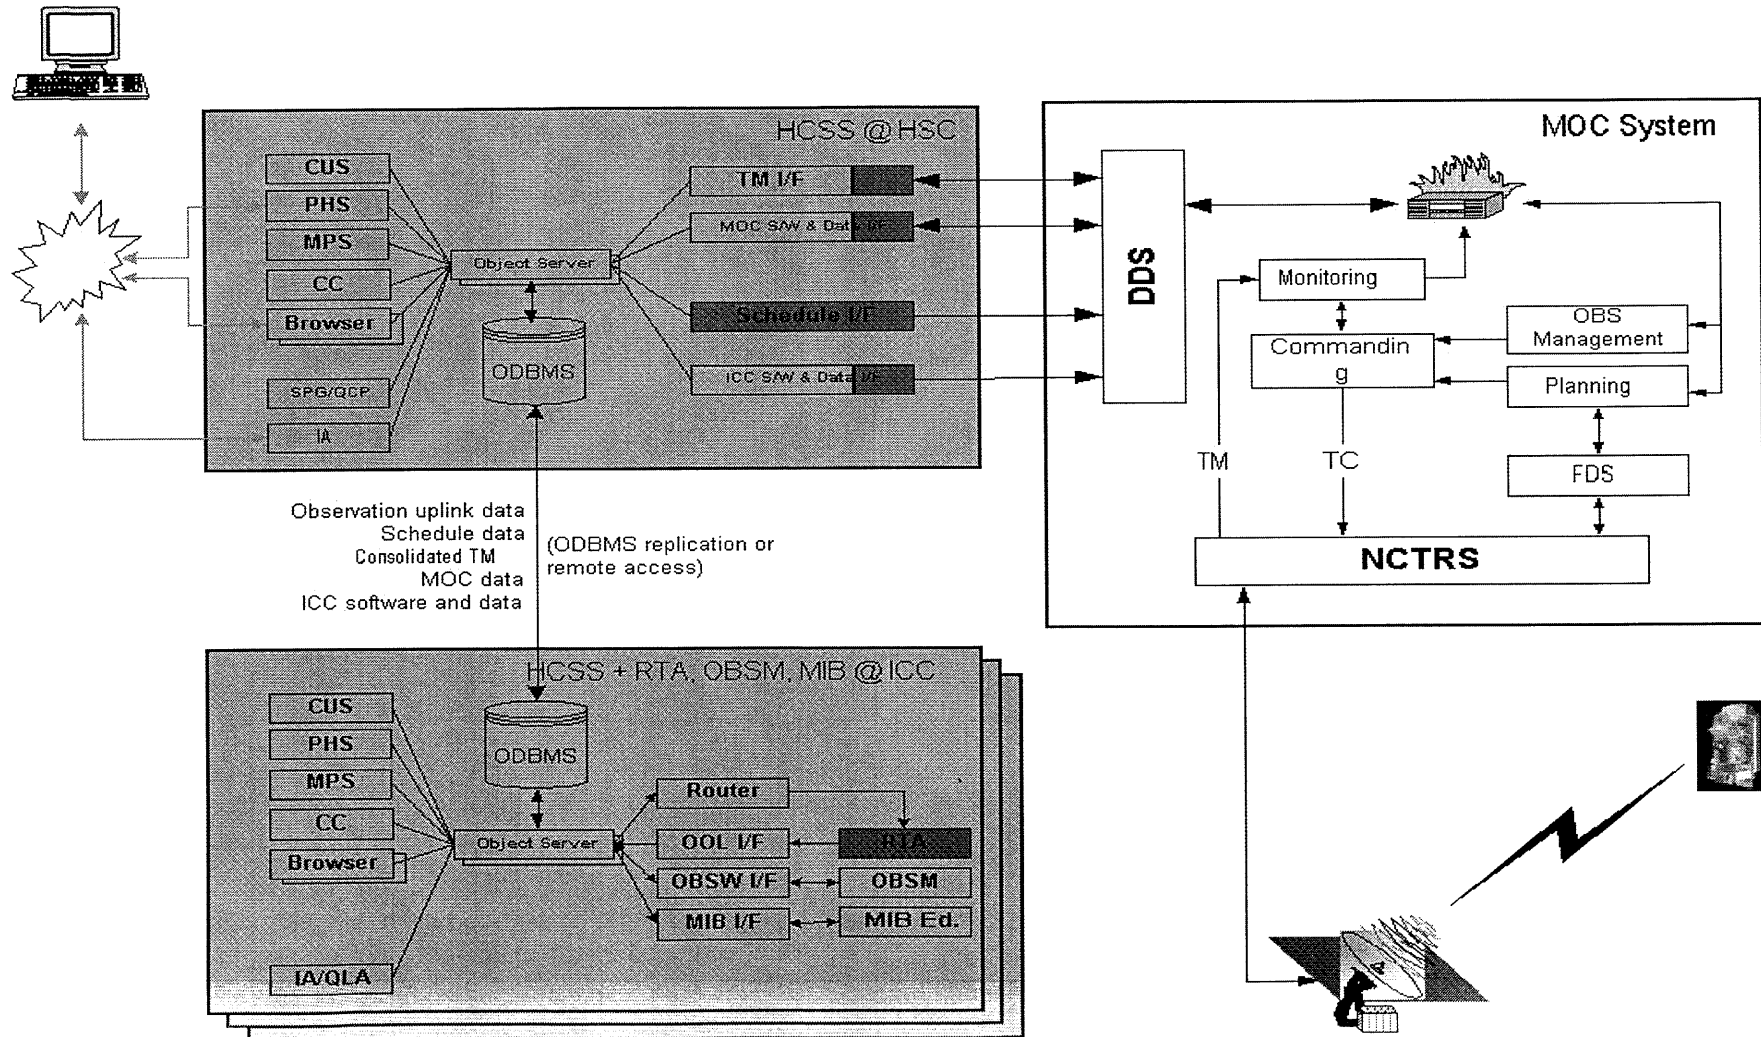 HCSS @ HSC
CUS
PHS
MPS
CC
Browser
SPG/QCP
IA
Object Server
ODBMS
TM I/F
MOC S/W & Data I/F
Schedule I/F
ICC S/W & Data I/F
MOC System
DDS
Monitoring
Commandin
g
OBS
Management
Planning
FDS
TM
TC
NCTRS
Observation uplink data
Schedule data
Consolidated TM
MOC data
ICC software and data
(ODBMS replication or
remote access)
HCSS + RTA, OBSM, MIB @ ICC
CUS
PHS
MPS
CC
Browser
IA/QLA
ODBMS
Object Server
Router
OOL I/F
RTA
OBSW I/F
OBSM
MIB I/F
MIB Ed.